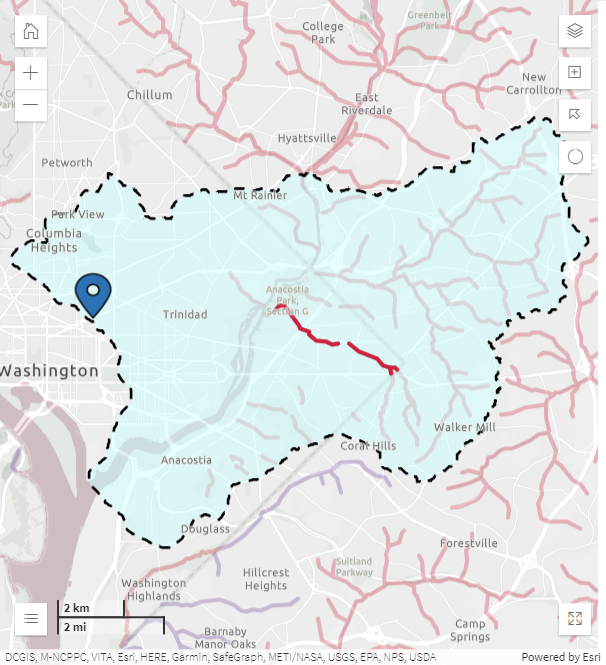 College
Park
Greenbelt
Park
New
Carrollton
Chillum
East
Riverdale
Hyattsville
Petworth
Mt Rainier
Park View
Columbia
Heights
Anacostia
Park,
Section G
Trinidad
Washington
Walker Mill
Coral Hills
Anacostia
Douglass
Forestville
Suitland
Parkway
Hillcrest
Heights
Washington
Highlands
2 km
2 mi
Camp
Springs
Barnaby
Manor Oaks
DCGIS, M-NCPPC, VITA, Esri, HERE, Garmin, SafeGraph, METI/NASA, USGS, EPA, NPS, USDA
Powered by Esri